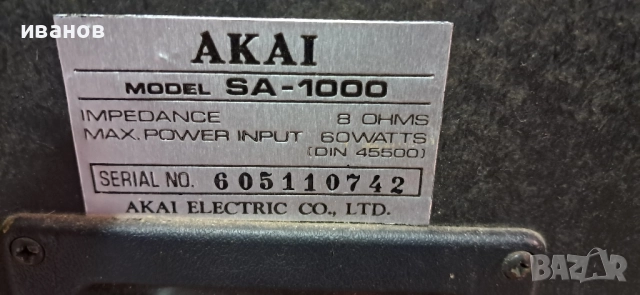 иванов
AKAI
MODEL SA-1000
IMPEDANCE 8 OHMS
MAX. POWER INPUT 60WATTS
(DIN 45500)
SERIAL NO. 605110742
AKAI ELECTRIC CO., LTD.
BAZAR